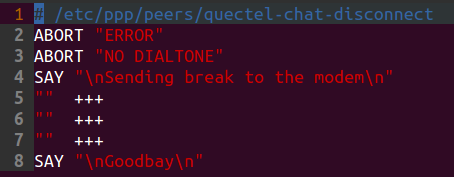 1 # /etc/ppp/peers/quectel-chat-disconnect
2 ABORT "ERROR"
3 ABORT "NO DIALTONE"
4 SAY "\nSending break to the modem\n"
5 ""  +++
6 ""  +++
7 ""  +++
8 SAY "\nGoodbay\n"